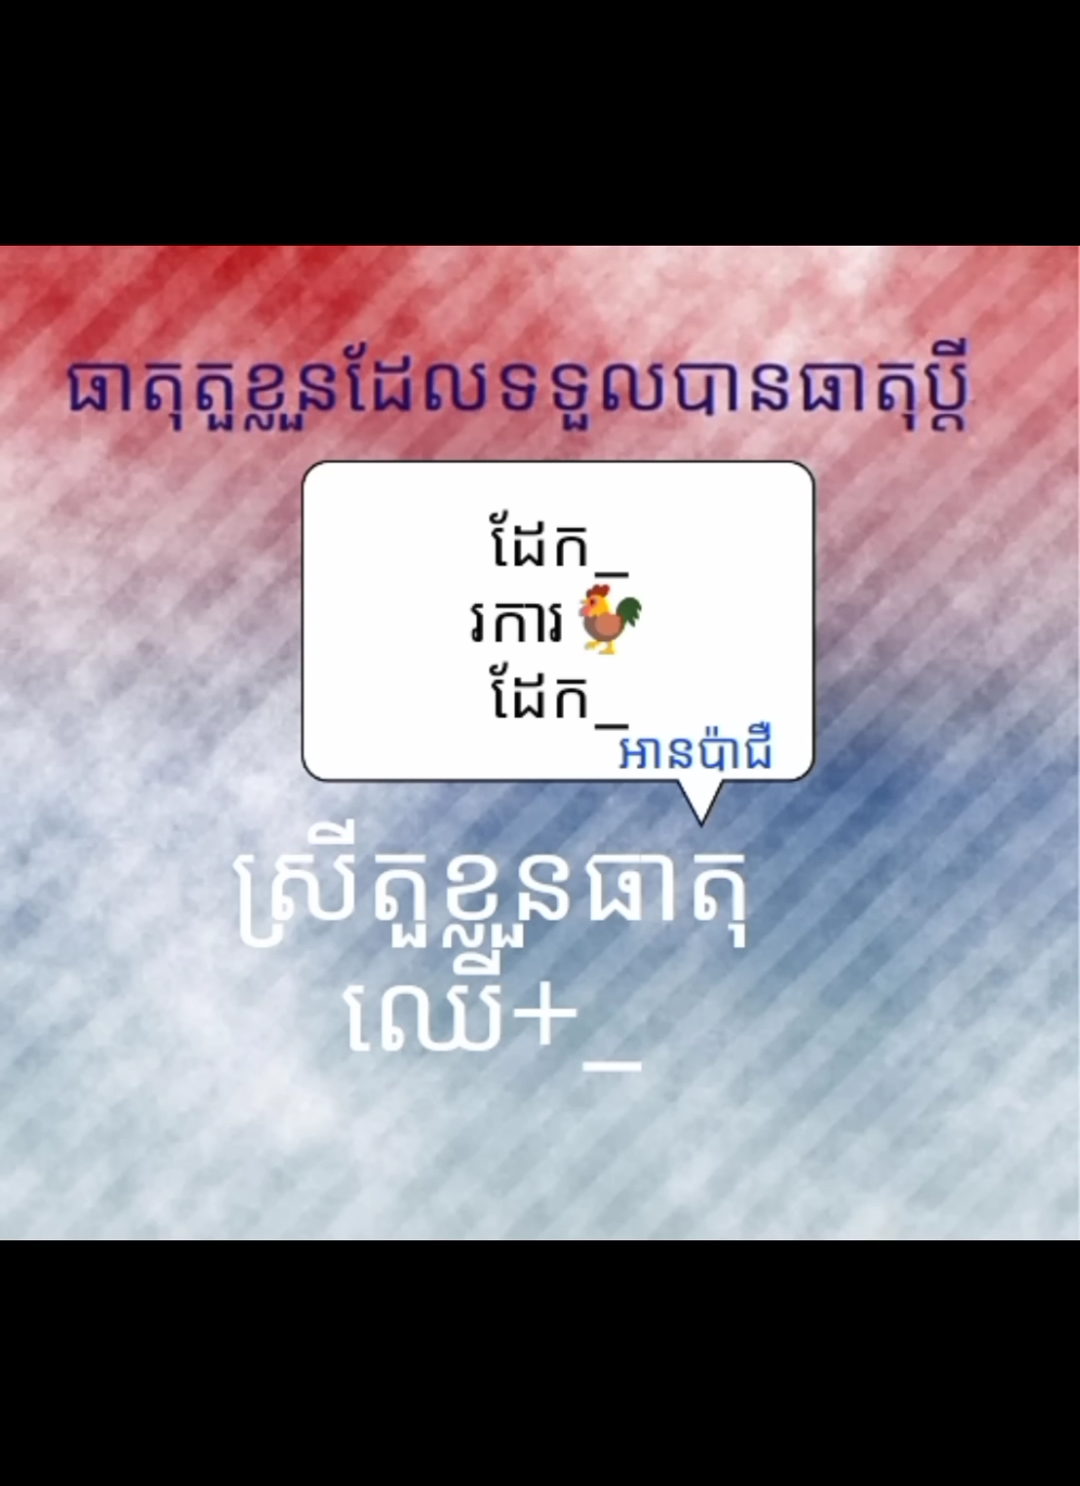 ធាតុតួខ្លួនដែលទទួលបានធាតុប្ដី
ដែក_
រការ🐓
ដែក_
អានប៉ាជឺ
ស្រីតួខ្លួនធាតុ
ឈើ+_